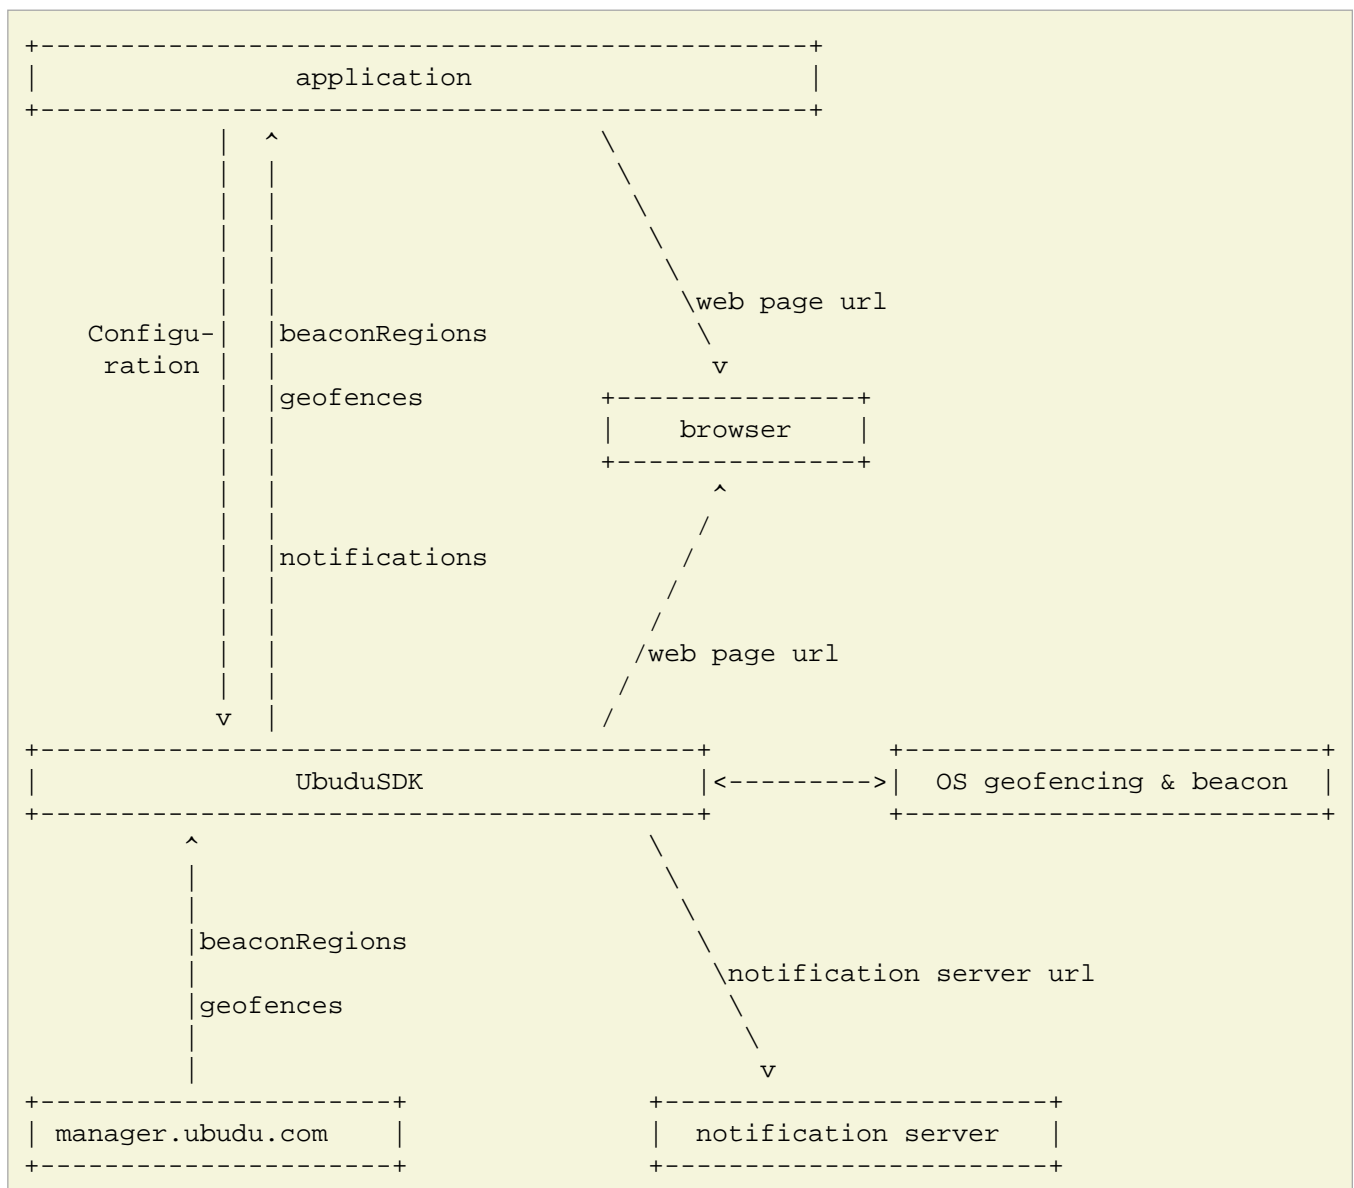 application
web page url
Configu-
beaconRegions
ration
geofences
browser
notifications
web page url
UbuduSDK
OS geofencing & beacon
beaconRegions
notification server url
geofences
manager.ubudu.com
notification server